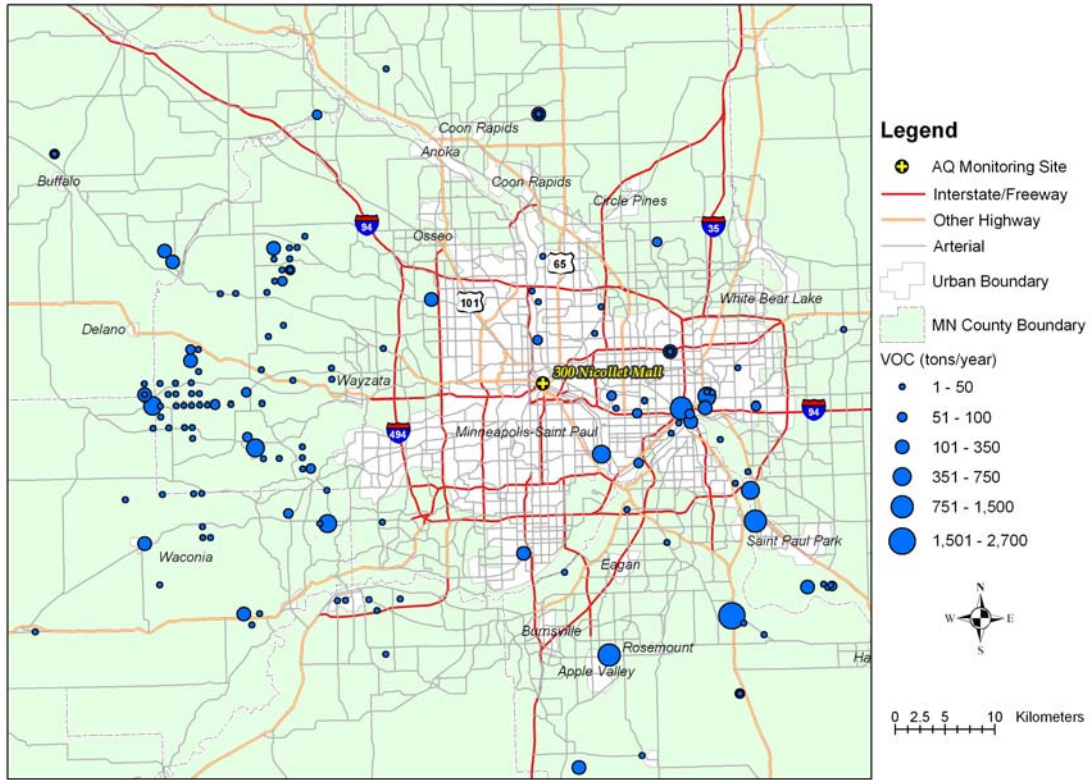 Coon Rapids
Anoka
Buffalo
Coon Rapids
Circle Pines
94
35
Osseo
65
101
White Bear Lake
Delano
300 Nicollet Mall
Wayzata
494
94
Minneapolis-Saint Paul
Saint Paul Park
Waconia
Eagan
Burnsville
Rosemount
Apple Valley
Ha
Legend
AQ Monitoring Site
Interstate/Freeway
Other Highway
Arterial
Urban Boundary
MN County Boundary
VOC (tons/year)
1 - 50
51 - 100
101 - 350
351 - 750
751 - 1,500
1,501 - 2,700
N
W E
S
0 2.5 5 10 Kilometers